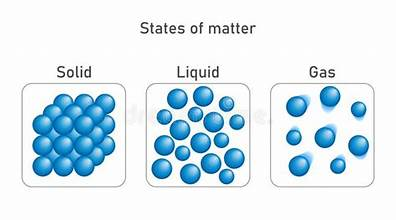 States of matter
Solid
Liquid
Gas